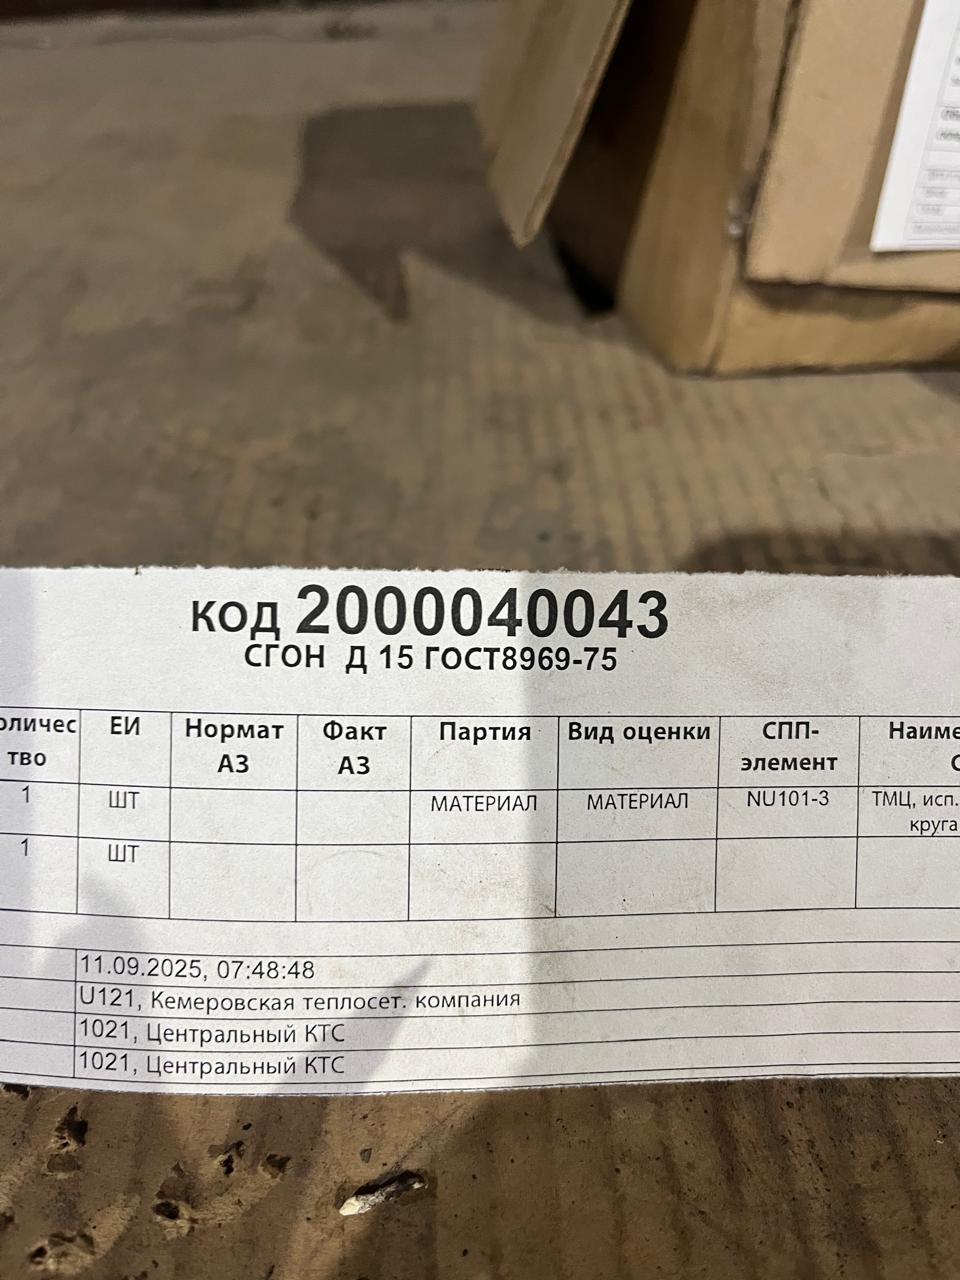 код 2000040043
СГОН Д 15 ГОСТ8969-75
оличес ЕИ Нормат Факт Партия Вид оценки СПП- Наиме
тво АЗ АЗ элемент С
1 ШТ МАТЕРИАЛ МАТЕРИАЛ NU101-3 ТМЦ, исп.
круга
1 ШТ
11.09.2025, 07:48:48
U121, Кемеровская теплосет. компания
1021, Центральный КТС
1021, Центральный КТС